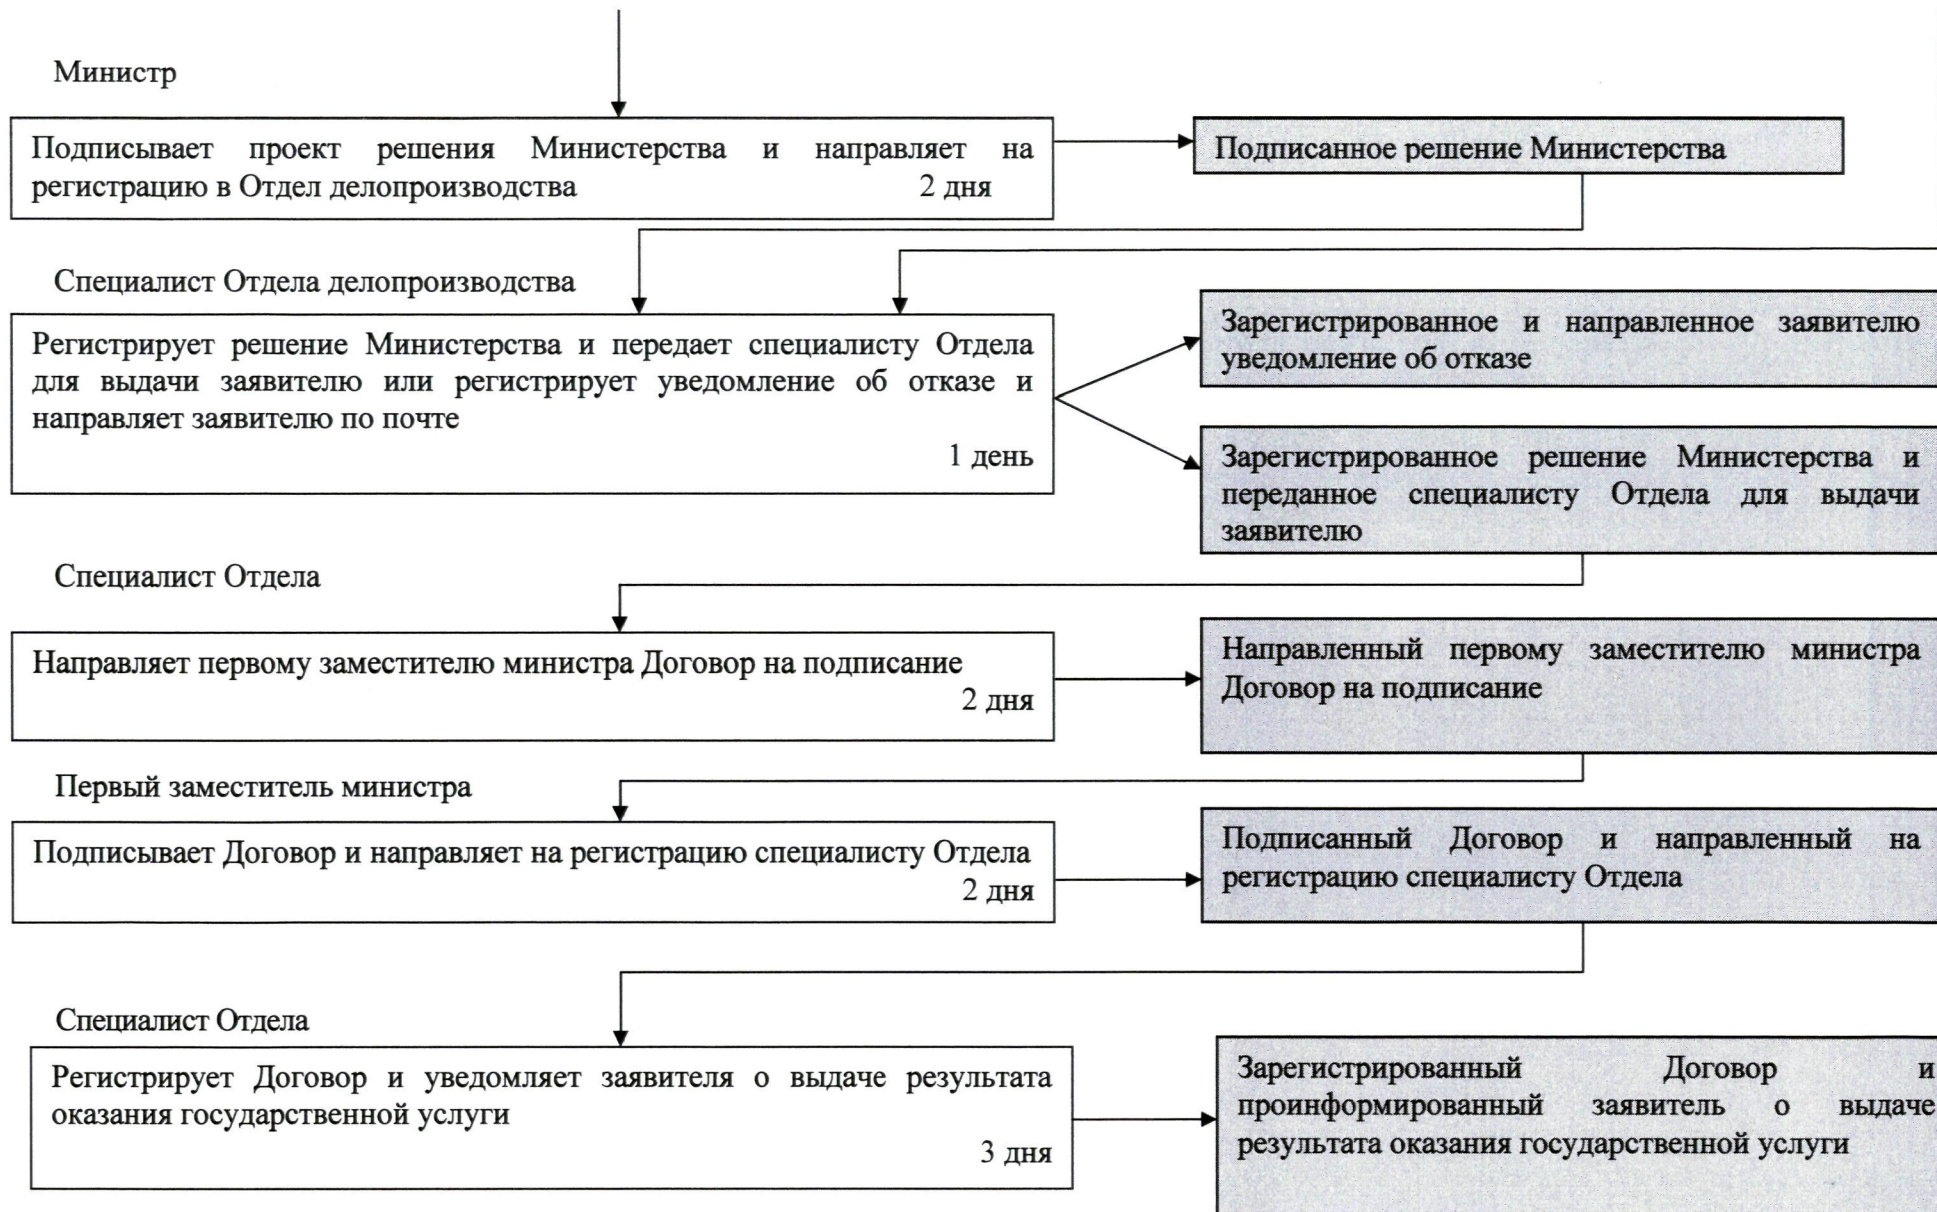 Министр
Подписывает проект решения Министерства и направляет на
регистрацию в Отдел делопроизводства 2 дня
Подписанное решение Министерства
Специалист Отдела делопроизводства
Регистрирует решение Министерства и передает специалисту Отдела
для выдачи заявителю или регистрирует уведомление об отказе и
направляет заявителю по почте
1 день
Зарегистрированное и направленное заявителю
уведомление об отказе
Зарегистрированное решение Министерства и
переданное специалисту Отдела для выдачи
заявителю
Специалист Отдела
Направляет первому заместителю министра Договор на подписание
2 дня
Направленный первому заместителю министра
Договор на подписание
Первый заместитель министра
Подписывает Договор и направляет на регистрацию специалисту Отдела
2 дня
Подписанный Договор и направленный на
регистрацию специалисту Отдела
Специалист Отдела
Регистрирует Договор и уведомляет заявителя о выдаче результата
оказания государственной услуги
3 дня
Зарегистрированный Договор и
проинформированный заявитель о выдаче
результата оказания государственной услуги